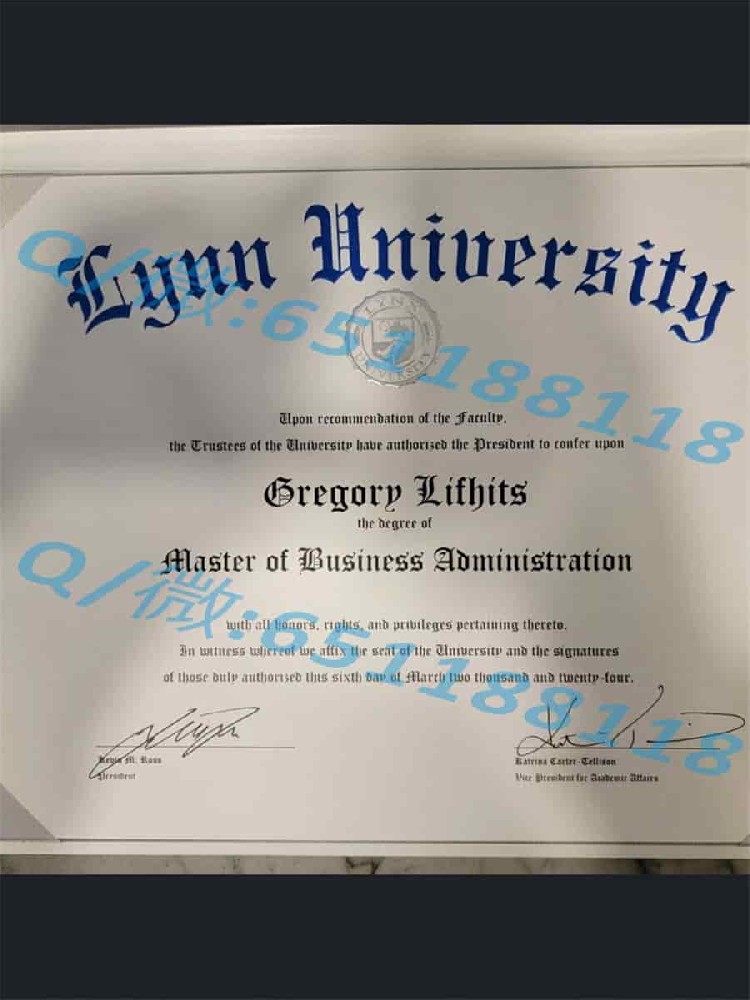 Lynn University
LYNN
UNIVERSITY
Q/微:651188118
Upon recommendation of the Faculty,
the Trustees of the University have authorized the President to confer upon
Gregory Lifhits
the degree of
Master of Business Administration
Q/微:651188118
with all honors, rights, and privileges pertaining thereto.
In witness whereof we affix the seal of the University and the signatures
of those duly authorized this sixth day of March two thousand and twenty-four.
Kevin M. Ross
President
Katrina Carter-Tellison
Vice President for Academic Affairs